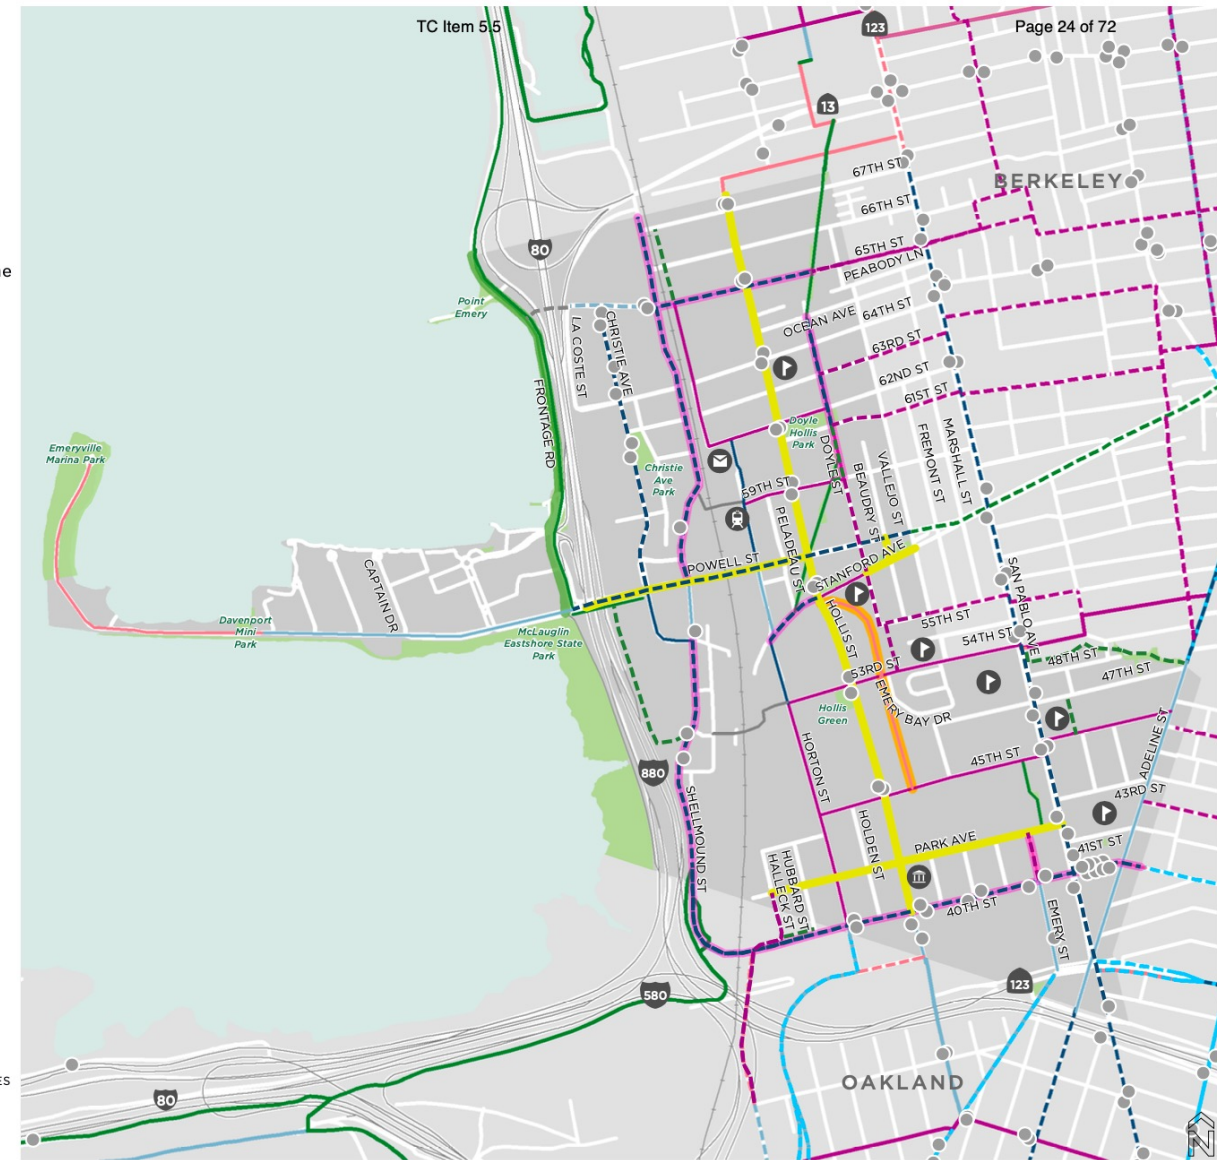 TC Item 5.5
Page 24 of 72
123
13
67TH ST
BERKELEY
66TH ST
80
65TH ST
PEABODY LN
ne
Point
Emery
OCEAN AVE
64TH ST
LA COSTE ST
CHRISTIE AVE
63RD ST
62ND ST
61ST ST
FRONTAGE RD
Doyle
Hollis
Park
DOYLE ST
FREMONT ST
MARSHALL ST
Emeryville
Marina Park
Christie
Ave
Park
BEAUDRY ST
VALLEJO ST
59TH ST
PELADEAU ST
POWELL ST
STANFORD AVE
CAPTAIN DR
SAN PABLO AVE
Davenport
Mini
Park
McLaughlin
Eastshore State
Park
HOLLIS ST
55TH ST
54TH ST
53RD ST
48TH ST
47TH ST
EMERY BAY DR
Hollis
Green
HORTON ST
45TH ST
ADELINE ST
880
43RD ST
SHELLMOUND ST
HOLDEN ST
PARK AVE
41ST ST
HUBBARD ST
HALLECK ST
40TH ST
EMERY ST
580
123
ES
80
OAKLAND
N